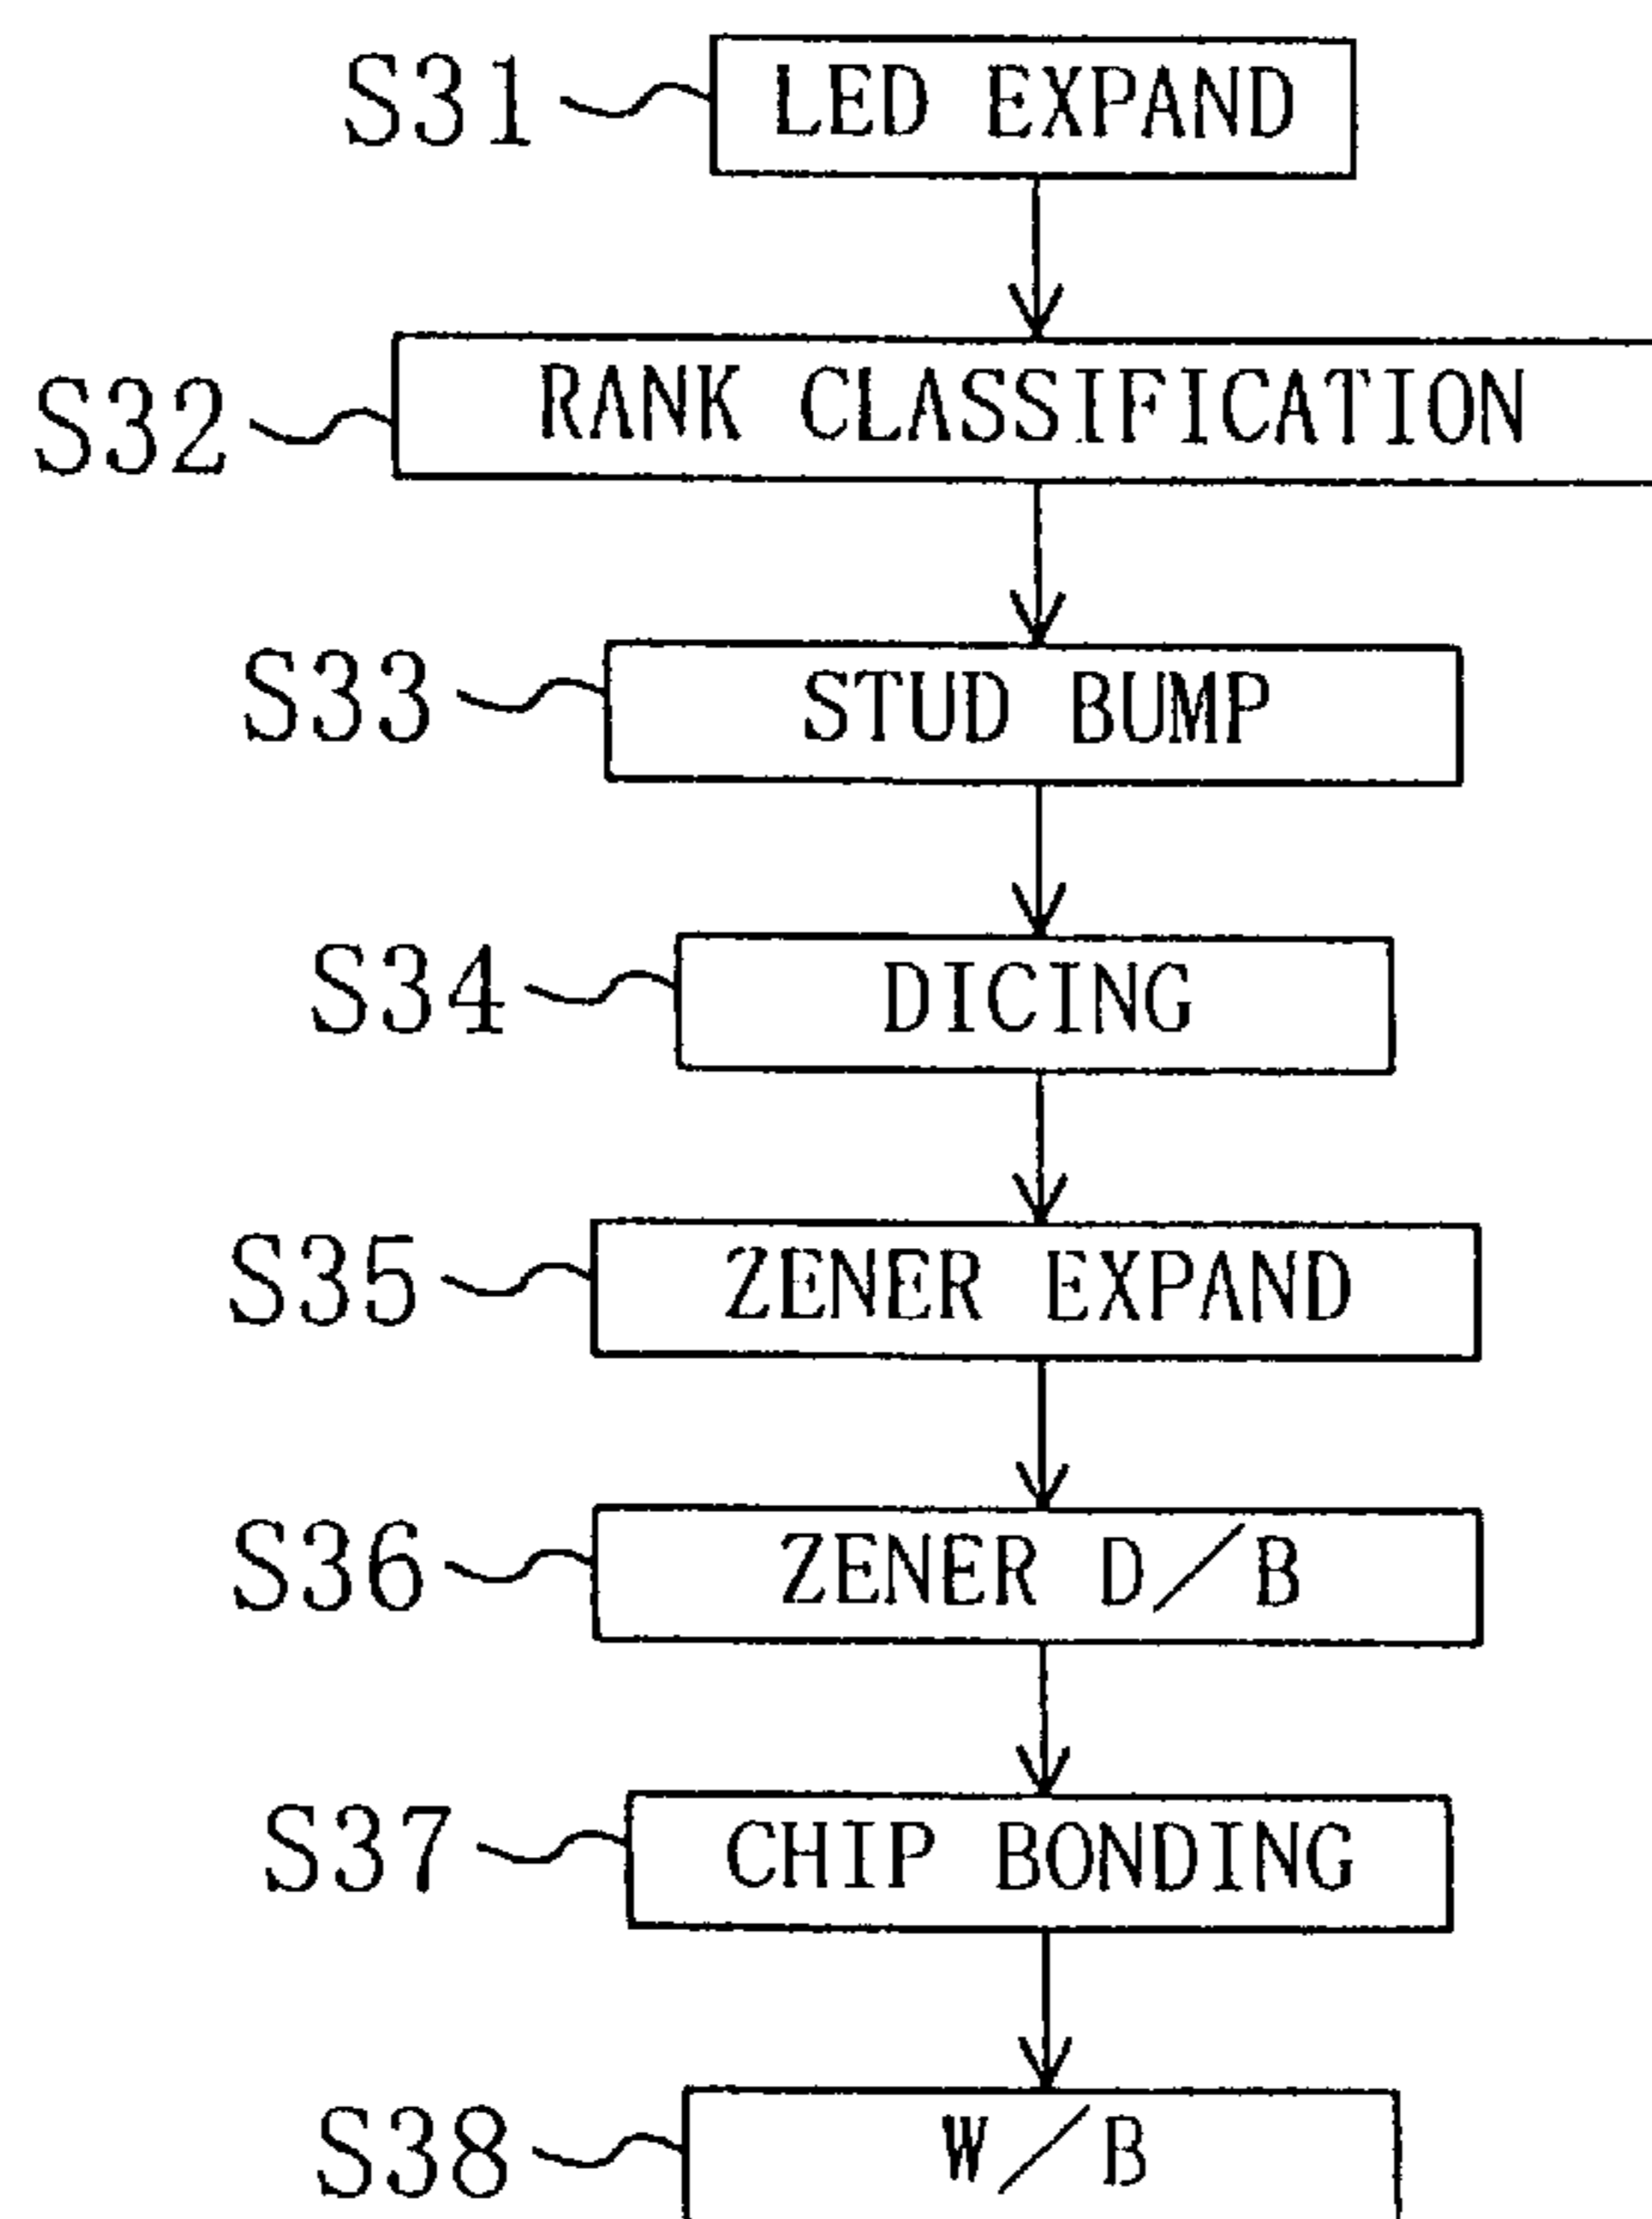 S31 LED EXPAND
S32 RANK CLASSIFICATION
S33 STUD BUMP
S34 DICING
S35 ZENER EXPAND
S36 ZENER D/B
S37 CHIP BONDING
S38 W/B